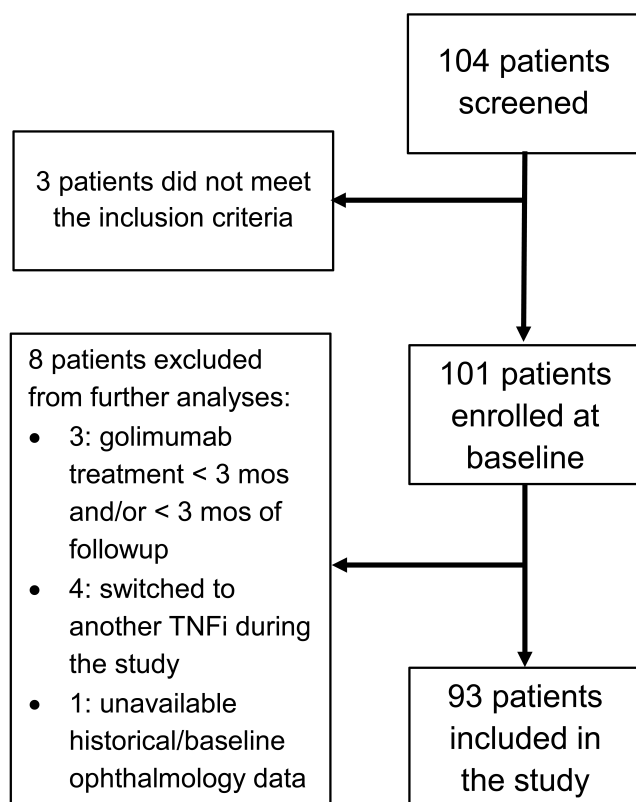 104 patients
screened
3 patients did not meet
the inclusion criteria
101 patients
enrolled at
baseline
8 patients excluded
from further analyses:
• 3: golimumab
treatment < 3 mos
and/or < 3 mos of
followup
• 4: switched to
another TNFi during
the study
• 1: unavailable
historical/baseline
ophthalmology data
93 patients
included in
the study